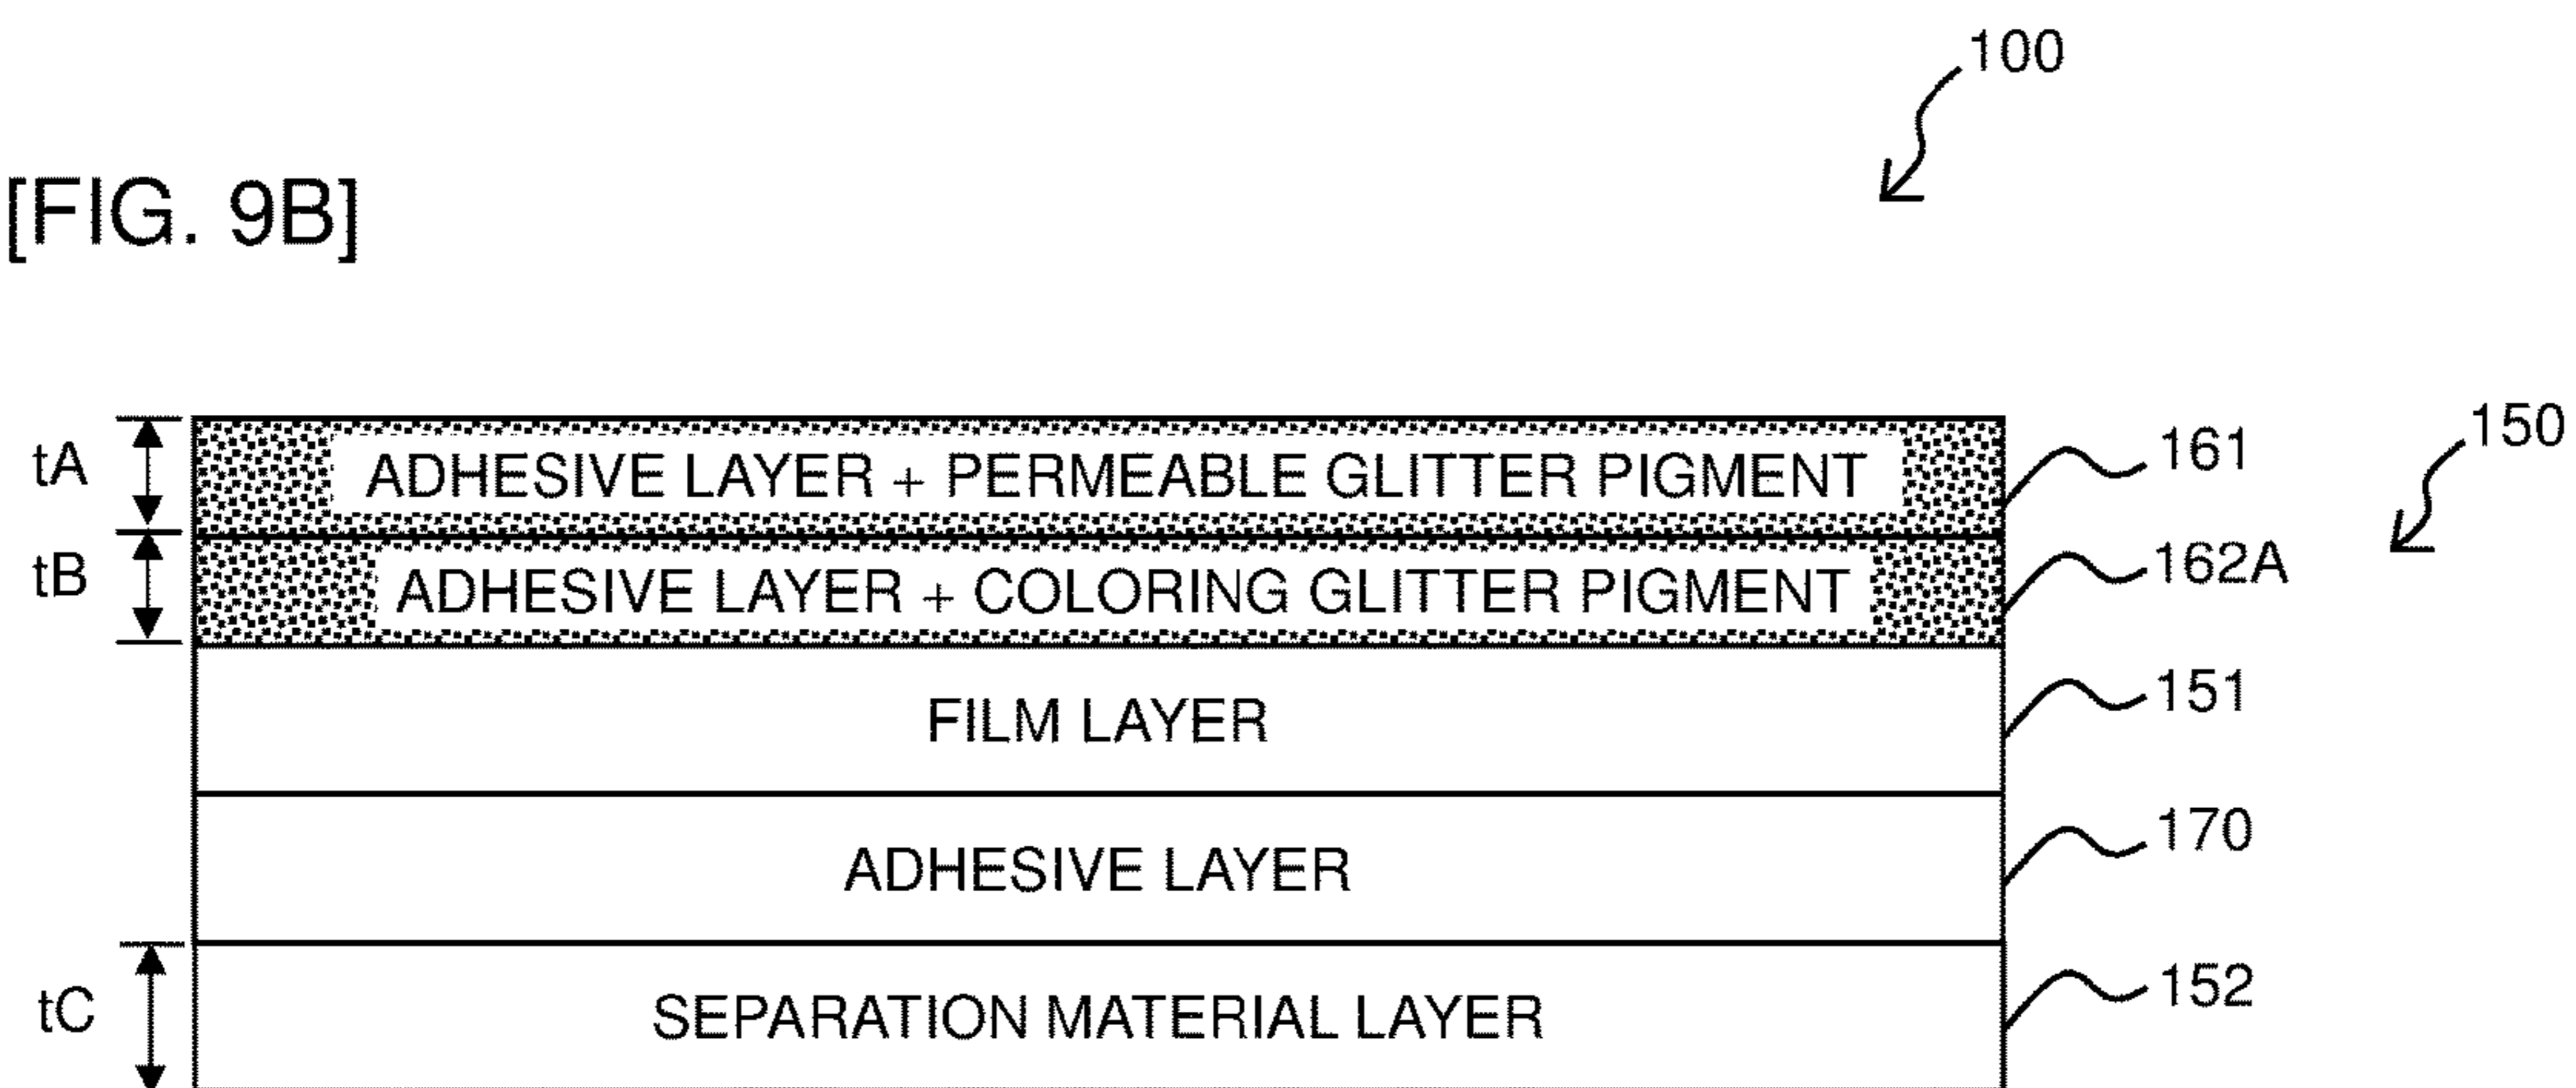 100
[FIG. 9B]
tA
ADHESIVE LAYER + PERMEABLE GLITTER PIGMENT
161
150
tB
ADHESIVE LAYER + COLORING GLITTER PIGMENT
162A
FILM LAYER
151
ADHESIVE LAYER
170
tC
SEPARATION MATERIAL LAYER
152